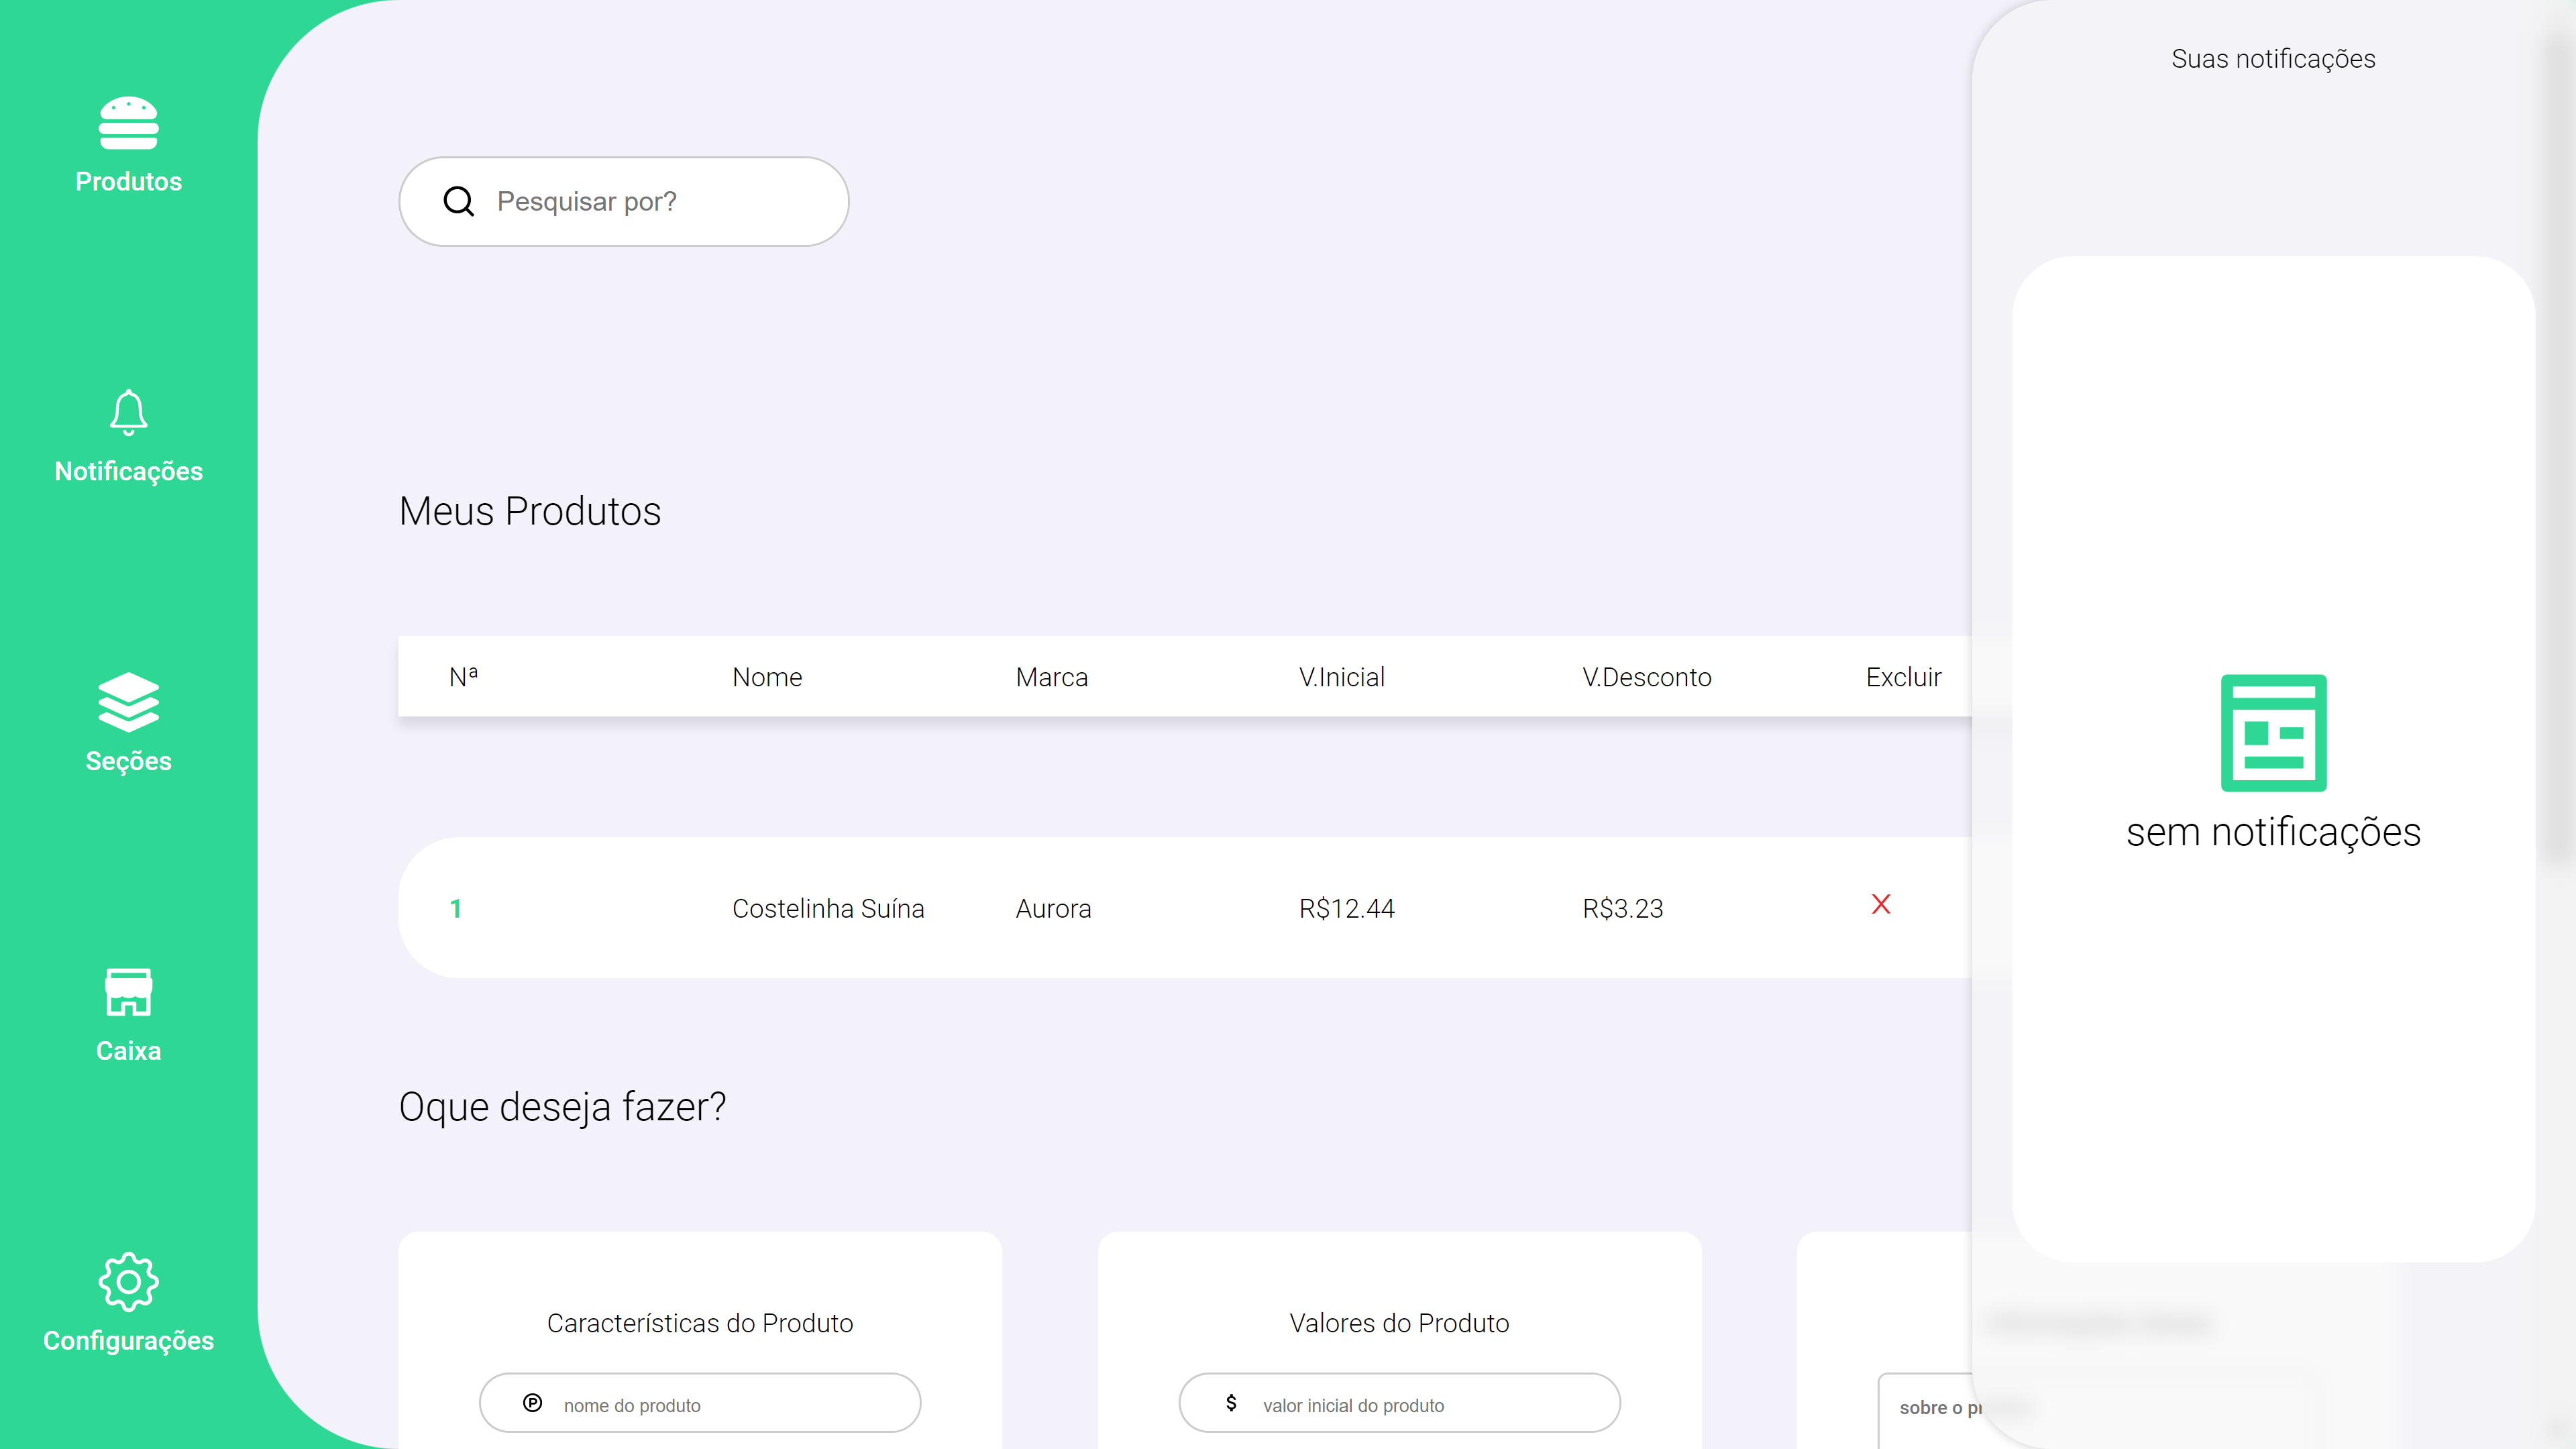 Produtos
Notificações
Seções
Caixa
Configurações
Pesquisar por?
Meus Produtos
Nª Nome Marca V.Inicial V.Desconto Excluir
1 Costelinha Suína Aurora R$12.44 R$3.23 X
Oque deseja fazer?
Características do Produto
nome do produto
Valores do Produto
$ valor inicial do produto
sobre o
Suas notificações
sem notificações